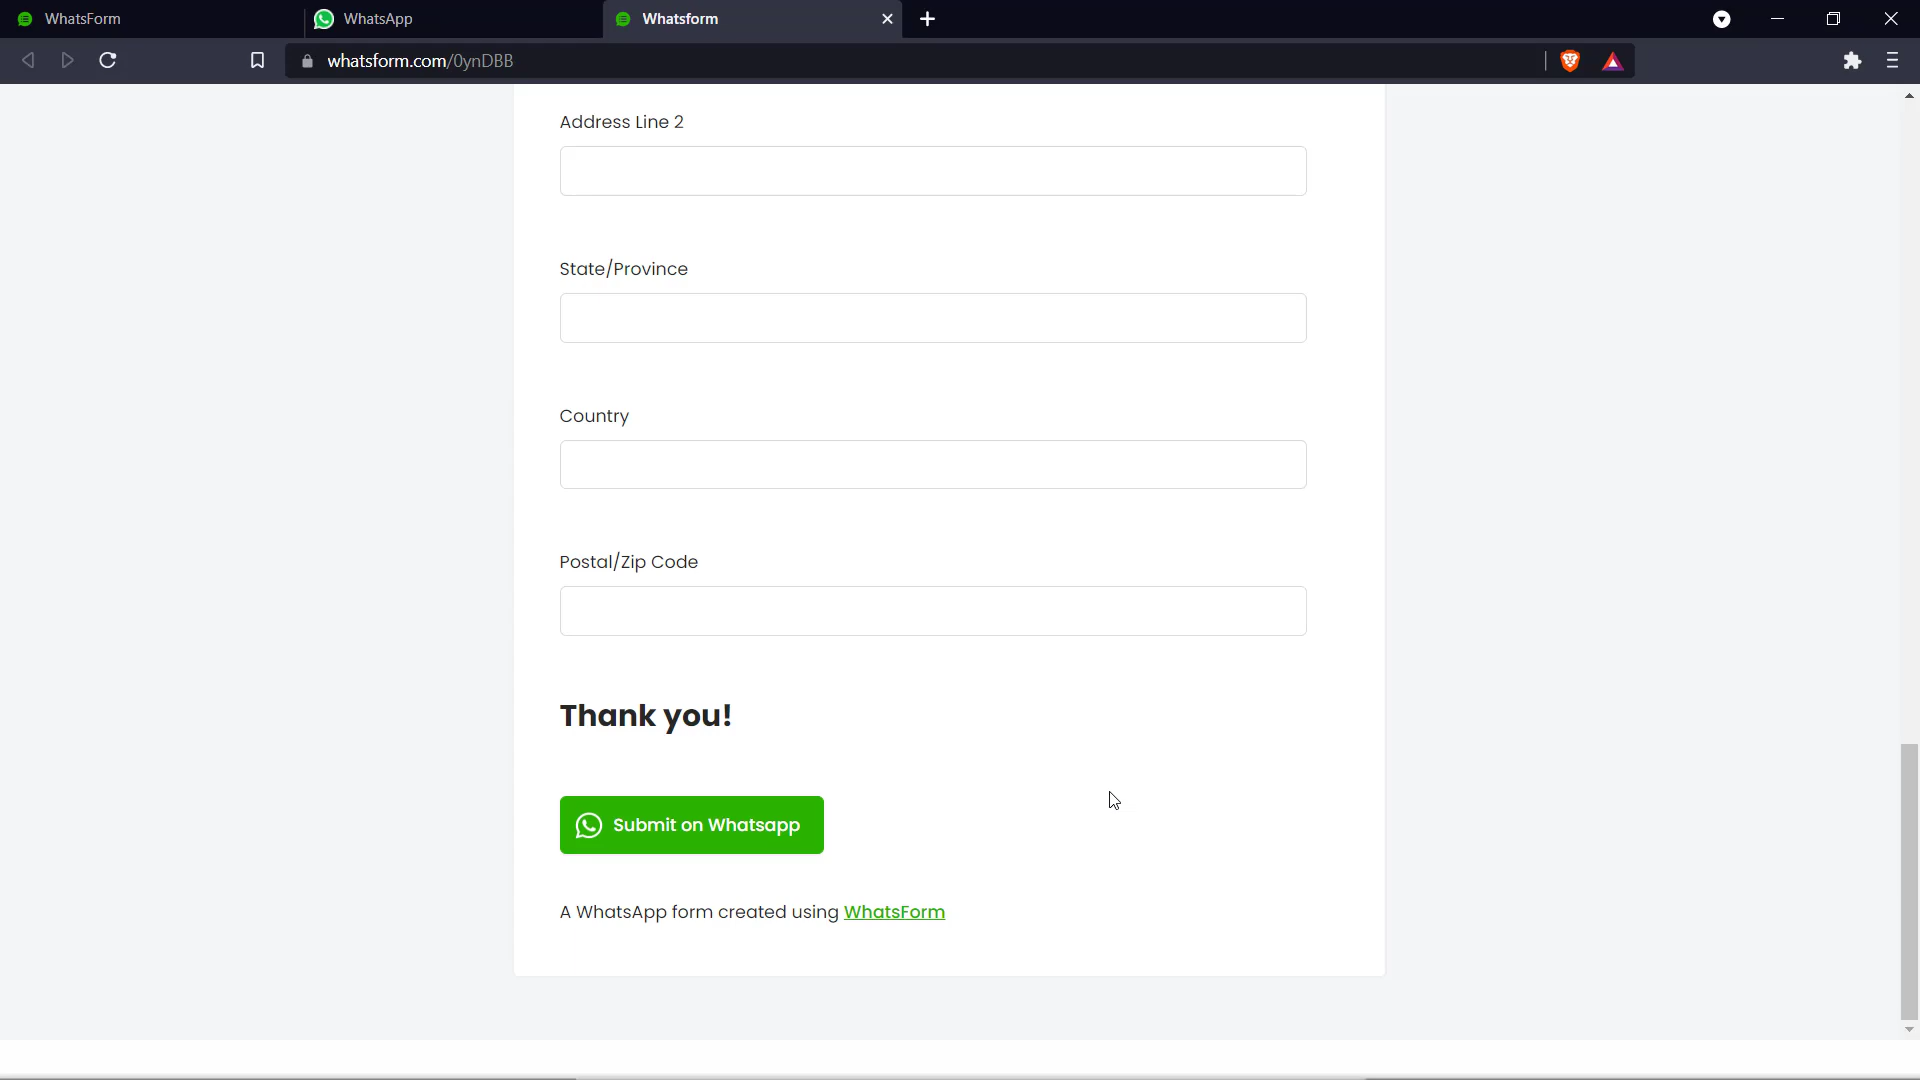 WhatsForm
WhatsApp
Whatsform
whatsform.com/0ynDBB
Address Line 2
State/Province
Country
Postal/Zip Code
Thank you!
Submit on Whatsapp
A WhatsApp form created using WhatsForm